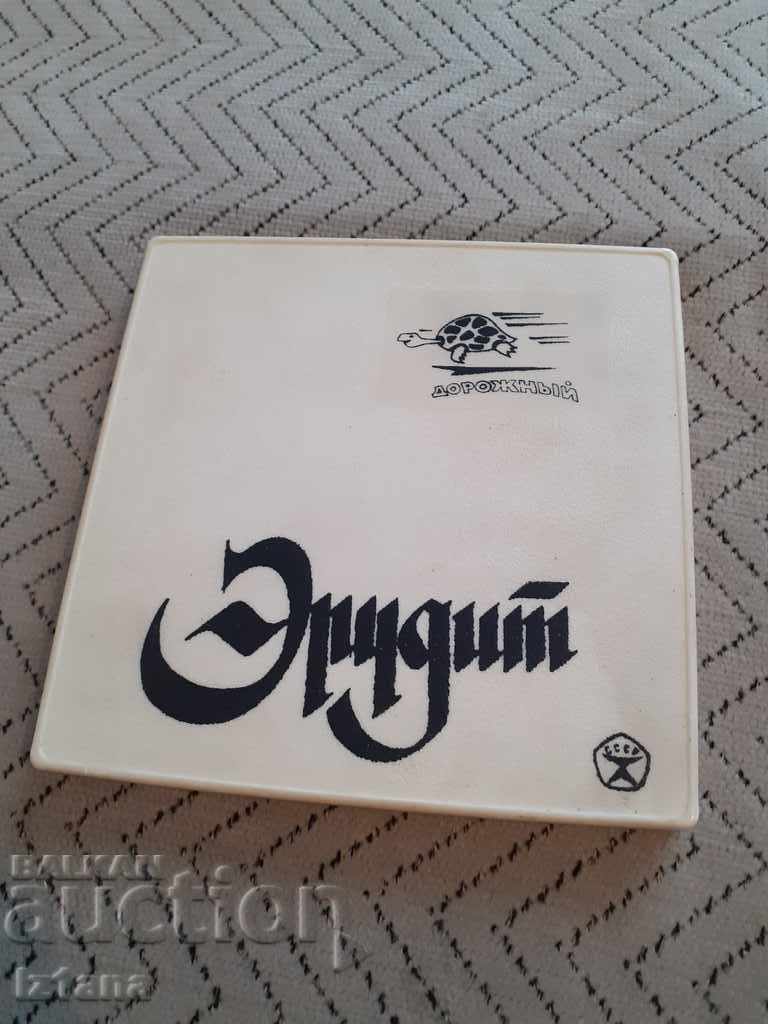 ДОРОЖНЫЙ
Эрудит
СССР
BALKAN
auction
Iztana